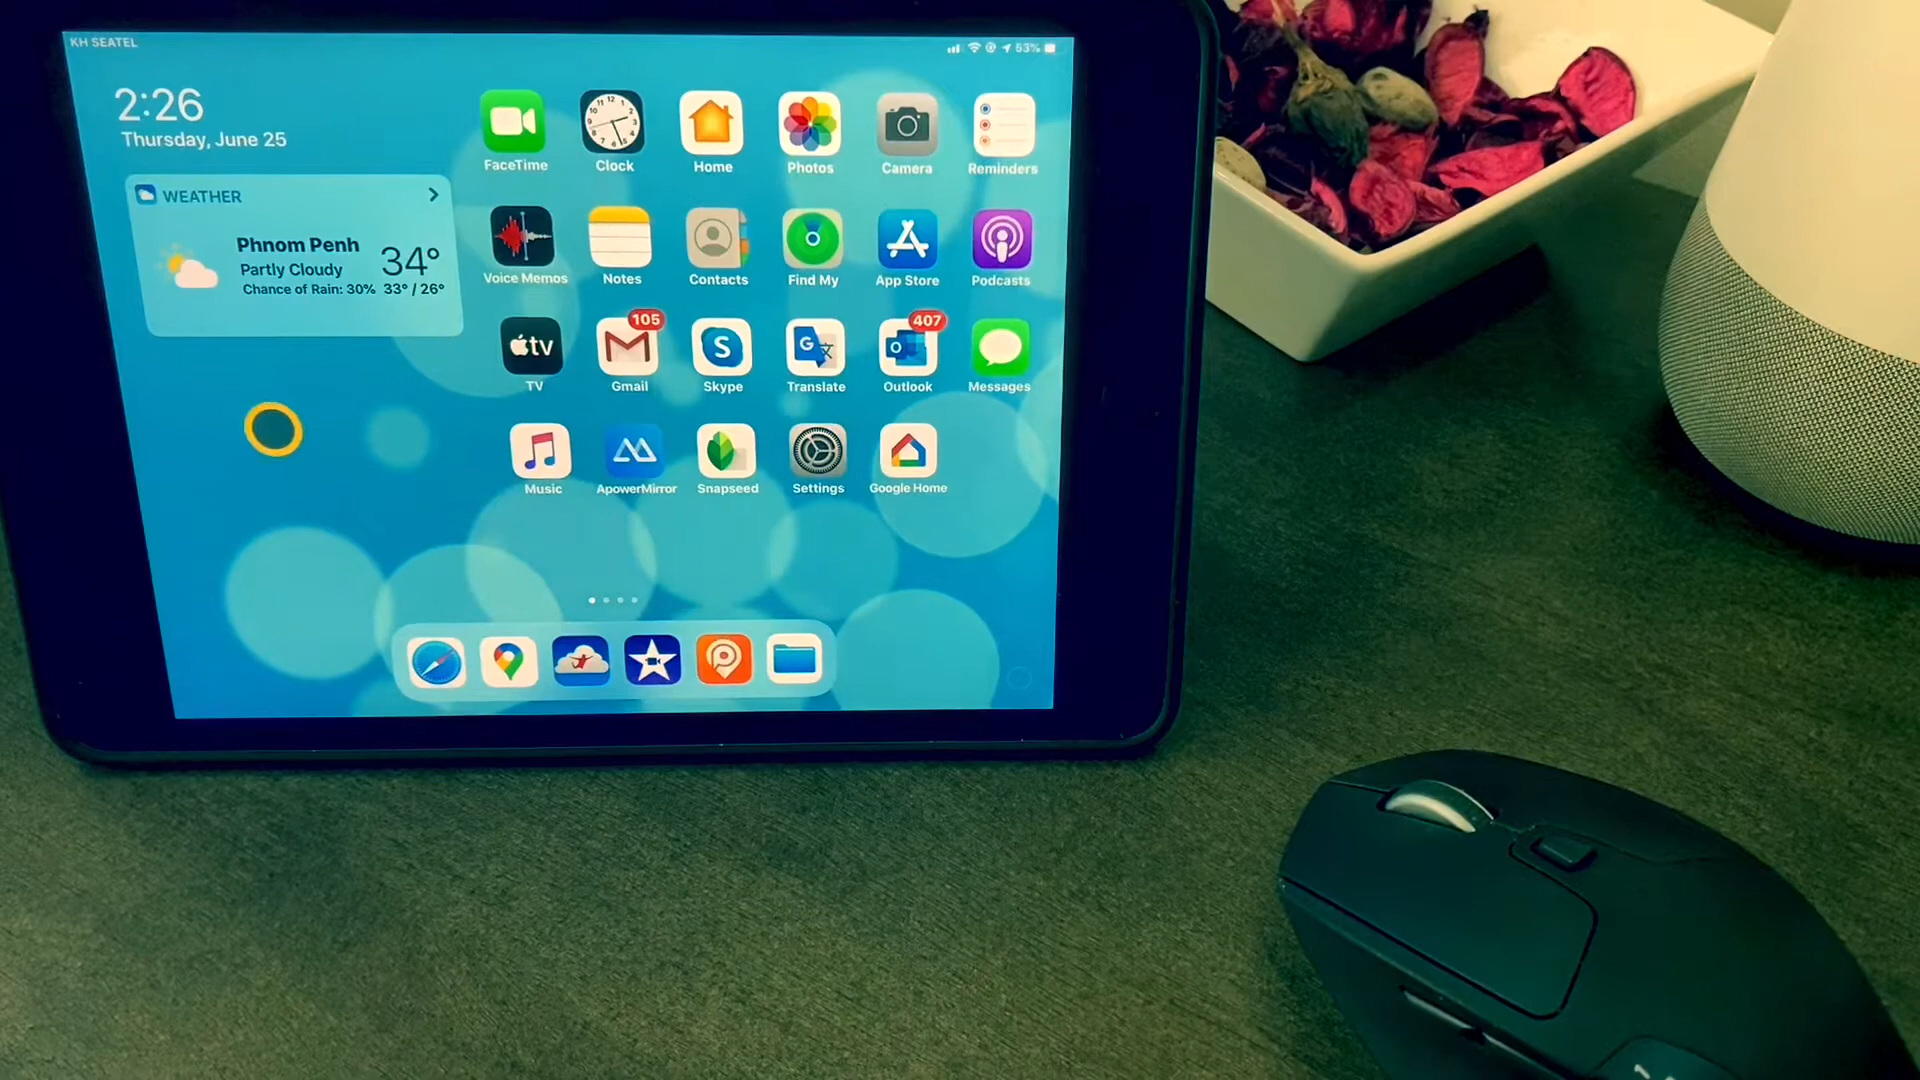 KH SEATEL
53%
2:26
Thursday, June 25
WEATHER
Phnom Penh
Partly Cloudy
34°
Chance of Rain: 30% 33° / 26°
FaceTime
Clock
Home
Photos
Camera
Reminders
Voice Memos
Notes
Contacts
Find My
App Store
Podcasts
tv
105
S
G
407
TV
Gmail
Skype
Translate
Outlook
Messages
Music
ApowerMirror
Snapseed
Settings
Google Home